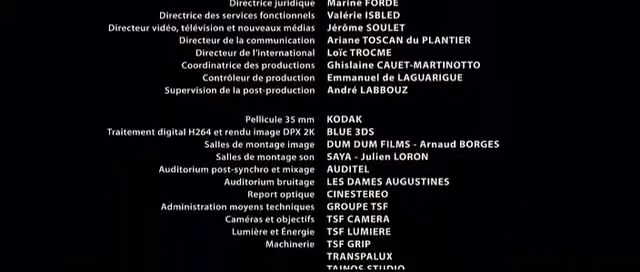 Directrice juridique Marine FORDE
Directrice des services fonctionnels Valérie ISBLED
Directeur vidéo, télévision et nouveaux médias Jérôme SOULET
Directeur de la communication Ariane TOSCAN du PLANTIER
Directeur de l'international Loïc TROCME
Coordinatrice des productions Ghislaine CAUET-MARTINOTTO
Contrôleur de production Emmanuel de LAGUARIGUE
Supervision de la post-production André LABBOUZ
Pellicule 35 mm KODAK
Traitement digital H264 et rendu image DPX 2K BLUE 3DS
Salles de montage image DUM DUM FILMS - Arnaud BORGES
Salles de montage son SAYA - Julien LORON
Auditorium post-synchro et mixage AUDITEL
Auditorium bruitage LES DAMES AUGUSTINES
Report optique CINESTEREO
Administration moyens techniques GROUPE TSF
Caméras et objectifs TSF CAMERA
Lumière et Énergie TSF LUMIERE
Machinerie TSF GRIP
TRANSPALUX
TAINOS STUDIO